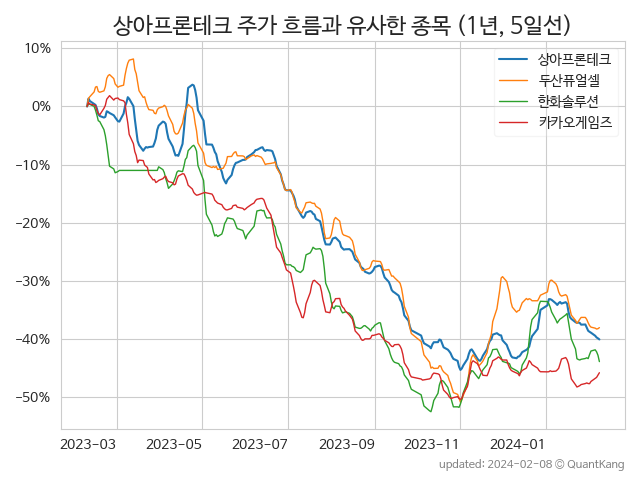 상아프론테크 주가 흐름과 유사한 종목 (1년, 5일선)
10%
0%
−10%
−20%
−30%
−40%
−50%
상아프론테크
두산퓨얼셀
한화솔루션
카카오게임즈
2023-03 2023-05 2023-07 2023-09 2023-11 2024-01
updated: 2024-02-08 © QuantKang